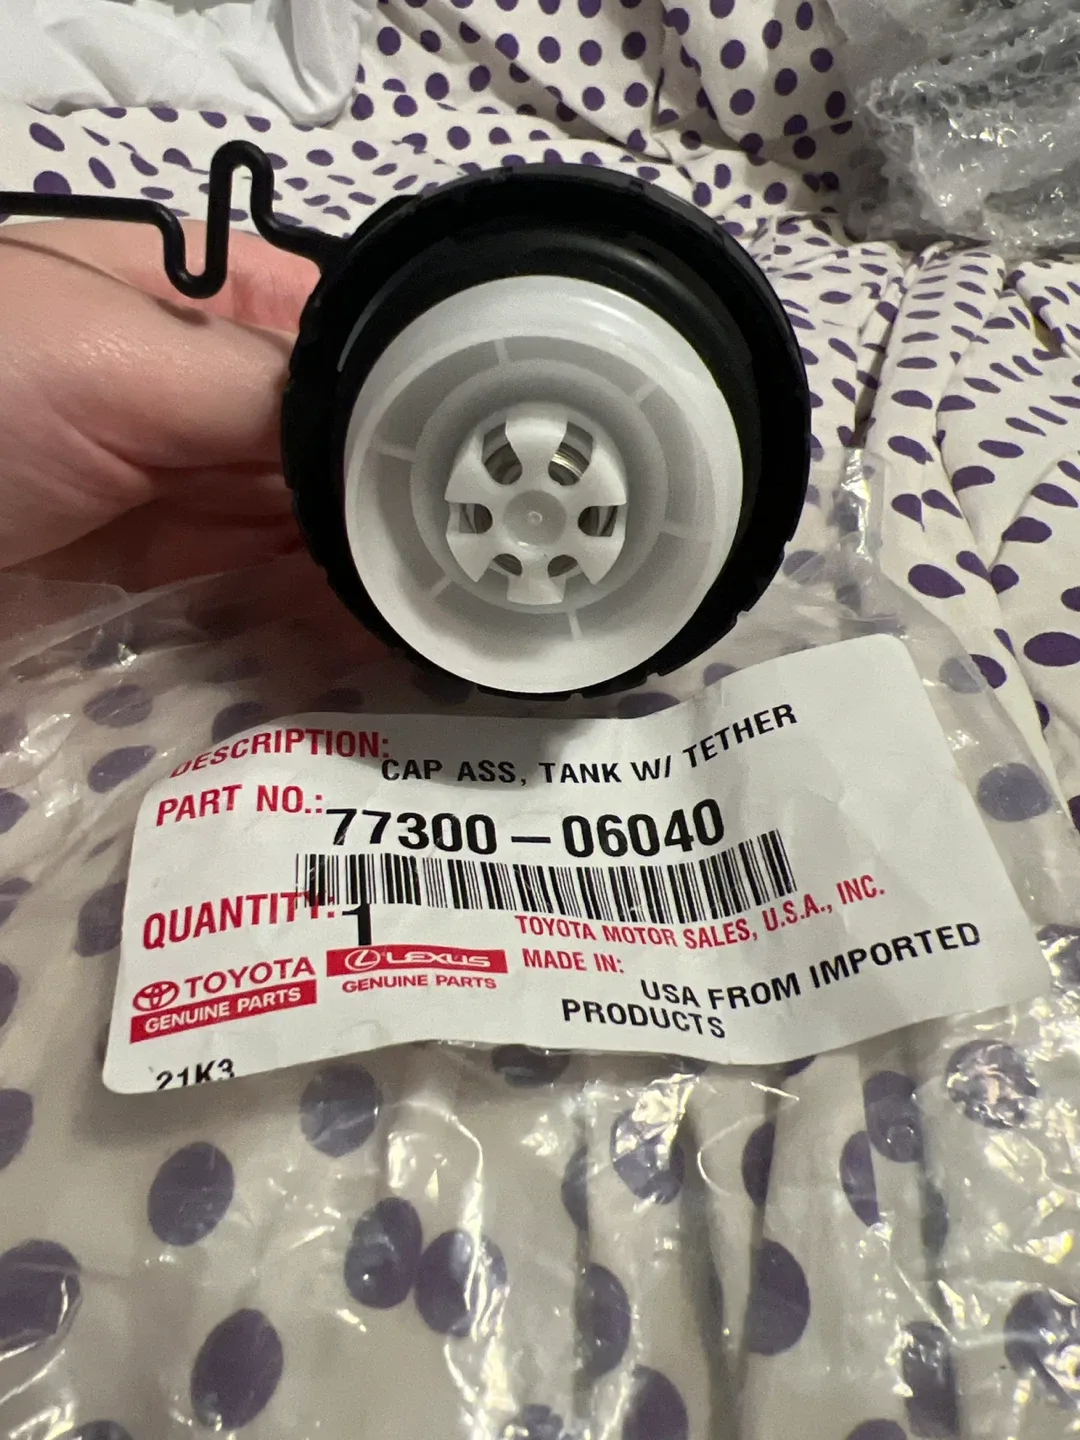 DESCRIPTION: CAP ASS, TANK W/ TETHER
PART NO.: 77300-06040
QUANTITY: 1
TOYOTA MOTOR SALES, U.S.A., INC.
TOYOTA
GENUINE PARTS
LEXUS
GENUINE PARTS
MADE IN:
USA FROM IMPORTED
PRODUCTS
21K3